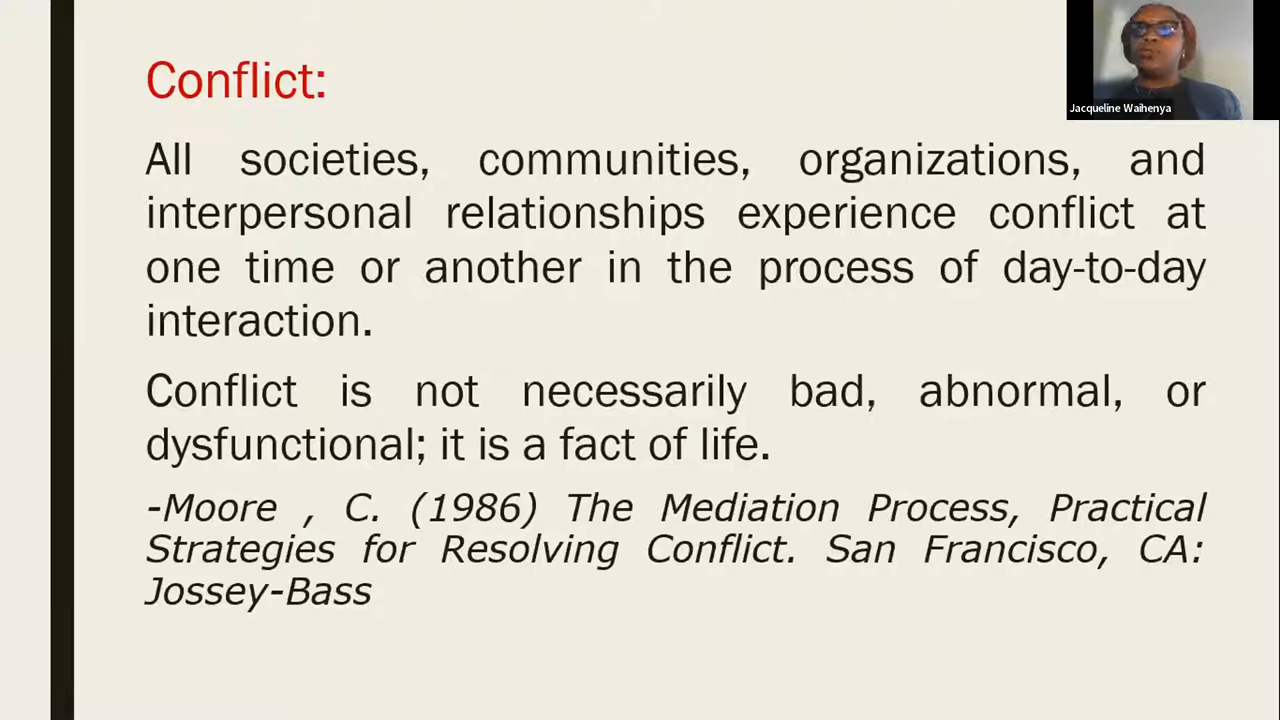 Conflict:
Jacqueline Waihenya
All societies, communities, organizations, and
interpersonal relationships experience conflict at
one time or another in the process of day-to-day
interaction.
Conflict is not necessarily bad, abnormal, or
dysfunctional; it is a fact of life.
-Moore , C. (1986) The Mediation Process, Practical
Strategies for Resolving Conflict. San Francisco, CA:
Jossey-Bass